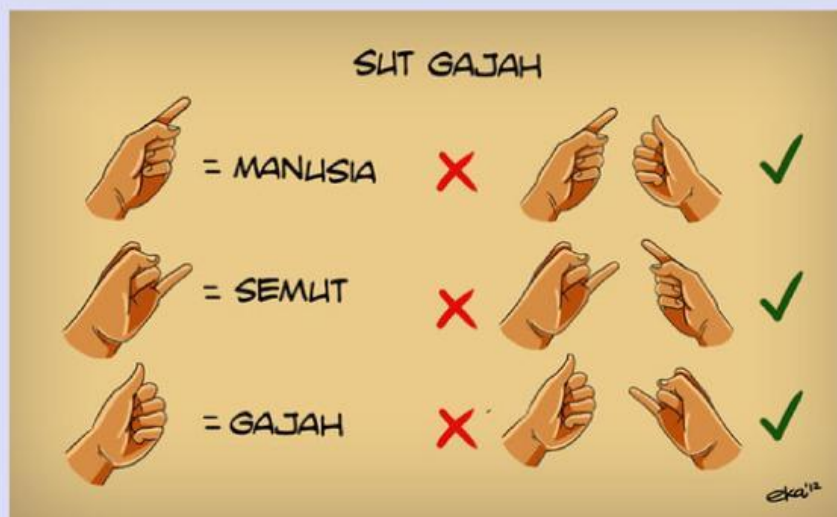 SUT GAJAH
= MANUSIA
= SEMUT
= GAJAH
eka'12